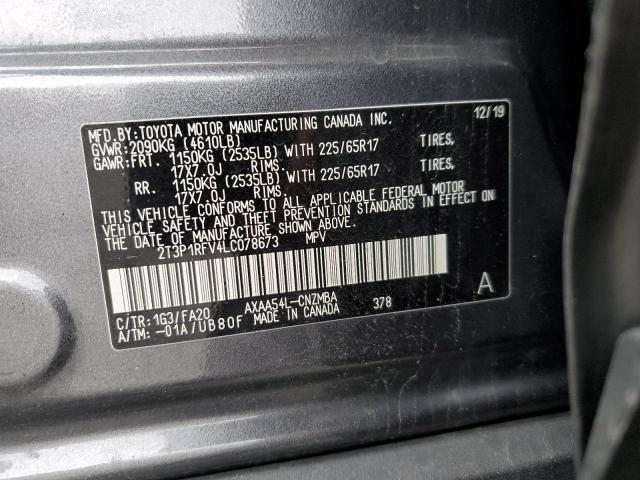 MFD.BY:TOYOTA MOTOR MANUFACTURING CANADA INC. 12/19
GVWR:2090KG (4610LB)
GAWR:FRT. 1150KG (2535LB) WITH 225/65R17 TIRES,
17X7.0J RIMS.
RR. 1150KG (2535LB) WITH 225/65R17 TIRES,
17X7.0J RIMS.
THIS VEHICLE CONFORMS TO ALL APPLICABLE FEDERAL MOTOR
VEHICLE SAFETY AND THEFT PREVENTION STANDARDS IN EFFECT ON
THE DATE OF MANUFACTURE SHOWN ABOVE.
2T3P1RFV4LC078673 MPV
C/TR:1G3/FA20 AXAA54L-CNZMBA 378 A
A/TM:-01A/UB80F MADE IN CANADA